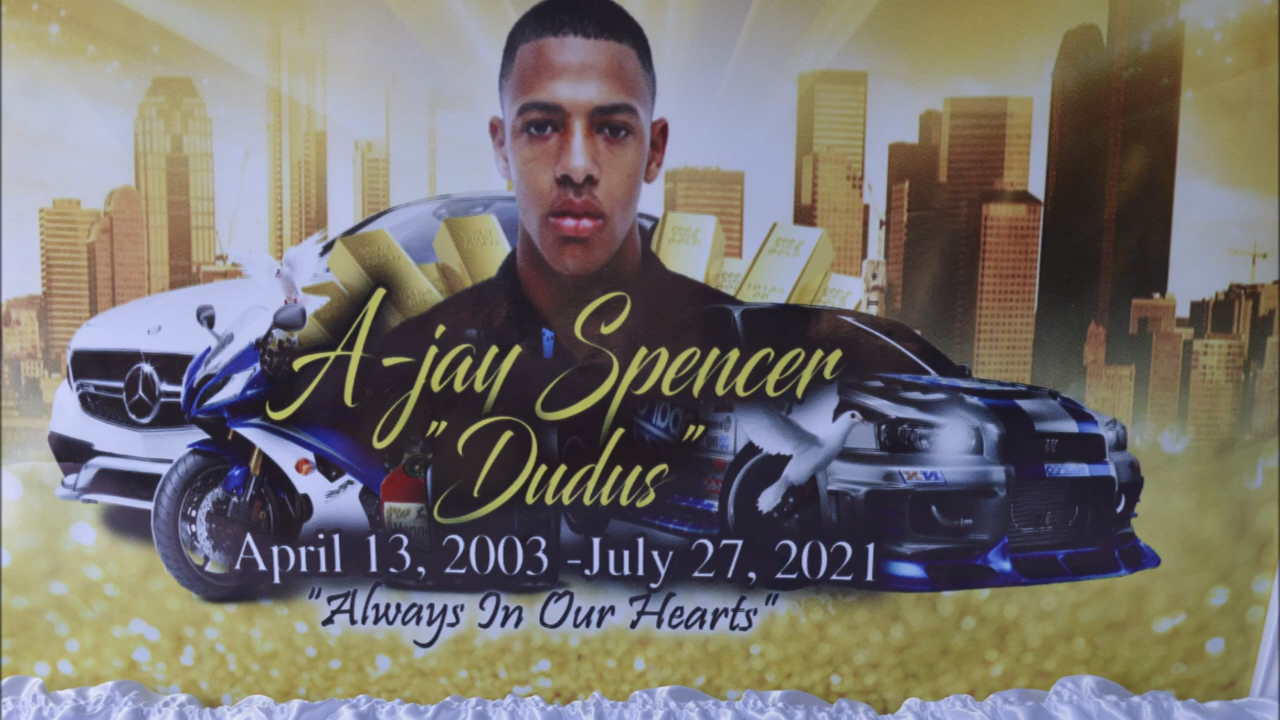 A-jay Spencer
"Dudus"
April 13, 2003 -July 27, 2021
"Always In Our Hearts"